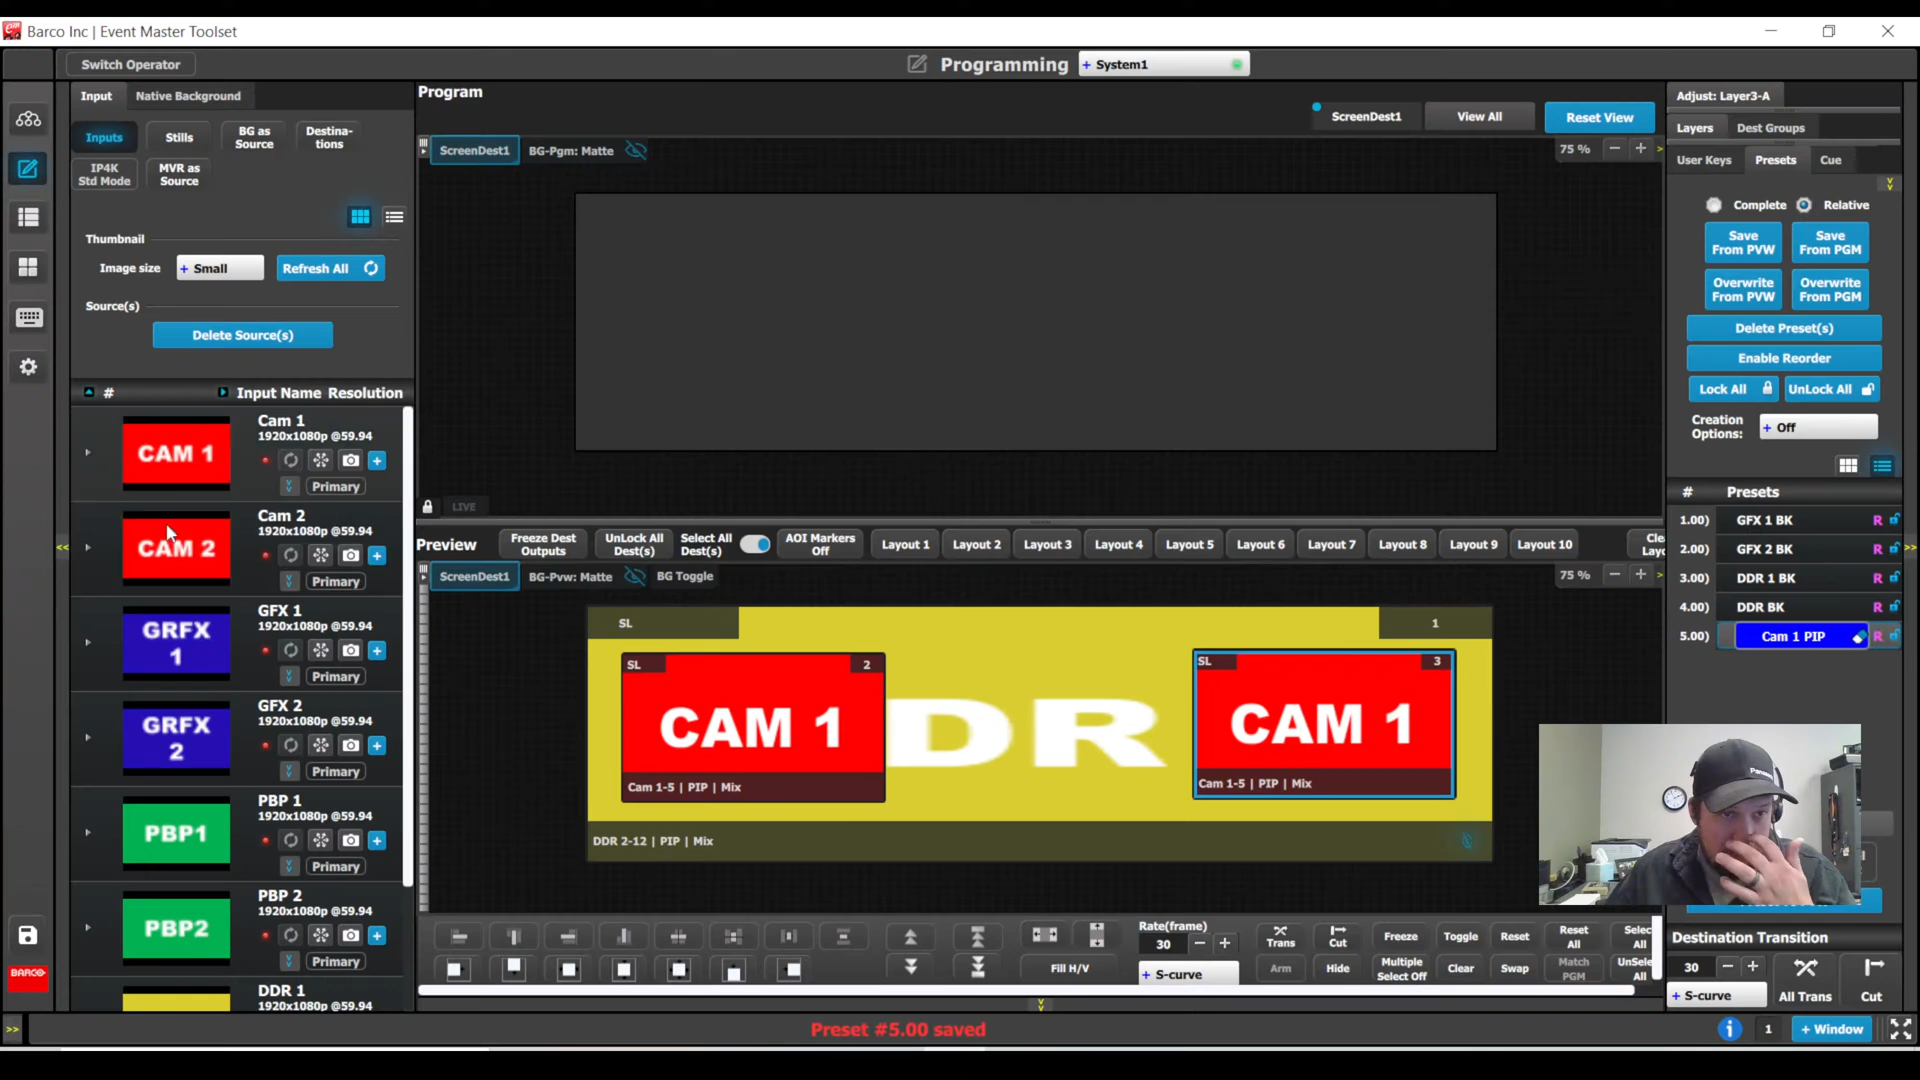 Barco Inc | Event Master Toolset
Switch Operator
Programming
+ System1
Input
Native Background
Inputs
Stills
BG as
Source
Destina-
tions
IP4K
Std Mode
MVR as
Source
Thumbnail
Image size
+ Small
Refresh All
Source(s)
Delete Source(s)
#
Input Name
Resolution
CAM 1
Cam 1
1920x1080p @59.94
Primary
CAM 2
Cam 2
1920x1080p @59.94
Primary
GRFX
1
GFX 1
1920x1080p @59.94
Primary
GRFX
2
GFX 2
1920x1080p @59.94
Primary
PBP1
PBP 1
1920x1080p @59.94
Primary
PBP2
PBP 2
1920x1080p @59.94
Primary
DDR 1
1920x1080p @59.94
BARCO
Program
ScreenDest1
View All
Reset View
ScreenDest1
BG-Pgm: Matte
75 %
LIVE
Preview
Freeze Dest
Outputs
UnLock All
Dest(s)
Select All
Dest(s)
AOI Markers
Off
Layout 1
Layout 2
Layout 3
Layout 4
Layout 5
Layout 6
Layout 7
Layout 8
Layout 9
Layout 10
Clea
Layc
ScreenDest1
BG-Pvw: Matte
BG Toggle
75 %
SL
1
SL
2
CAM 1
Cam 1-5 | PIP | Mix
DR
SL
3
CAM 1
Cam 1-5 | PIP | Mix
DDR 2-12 | PIP | Mix
Fill H/V
Rate(frame)
30
+ S-curve
Trans
Cut
Freeze
Toggle
Reset
Reset
All
Selec
All
Arm
Hide
Multiple
Select Off
Clear
Swap
Match
PGM
UnSele
All
Adjust: Layer3-A
Layers
Dest Groups
User Keys
Presets
Cue
Complete
Relative
Save
From PVW
Save
From PGM
Overwrite
From PVW
Overwrite
From PGM
Delete Preset(s)
Enable Reorder
Lock All
UnLock All
Creation
Options:
+ Off
#
Presets
1.00)
GFX 1 BK
R
2.00)
GFX 2 BK
R
3.00)
DDR 1 BK
R
4.00)
DDR BK
R
5.00)
Cam 1 PIP
R
Panasonic
Destination Transition
30
+ S-curve
All Trans
Cut
Preset #5.00 saved
1
+ Window